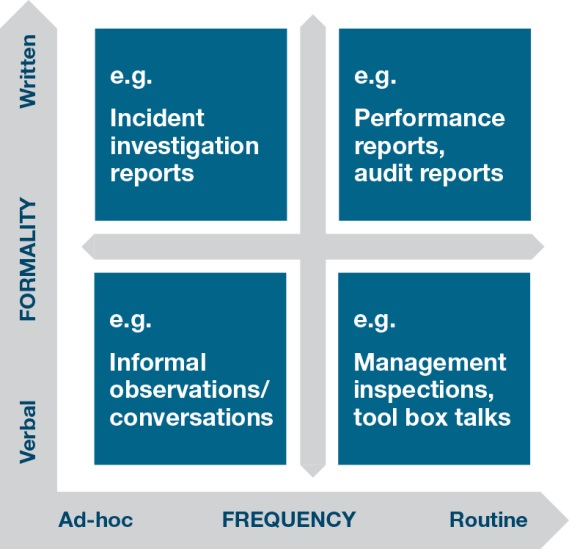 Written
FORMALITY
Verbal
e.g.
Incident
investigation
reports
e.g.
Performance
reports,
audit reports
e.g.
Informal
observations/
conversations
e.g.
Management
inspections,
tool box talks
Ad-hoc
FREQUENCY
Routine